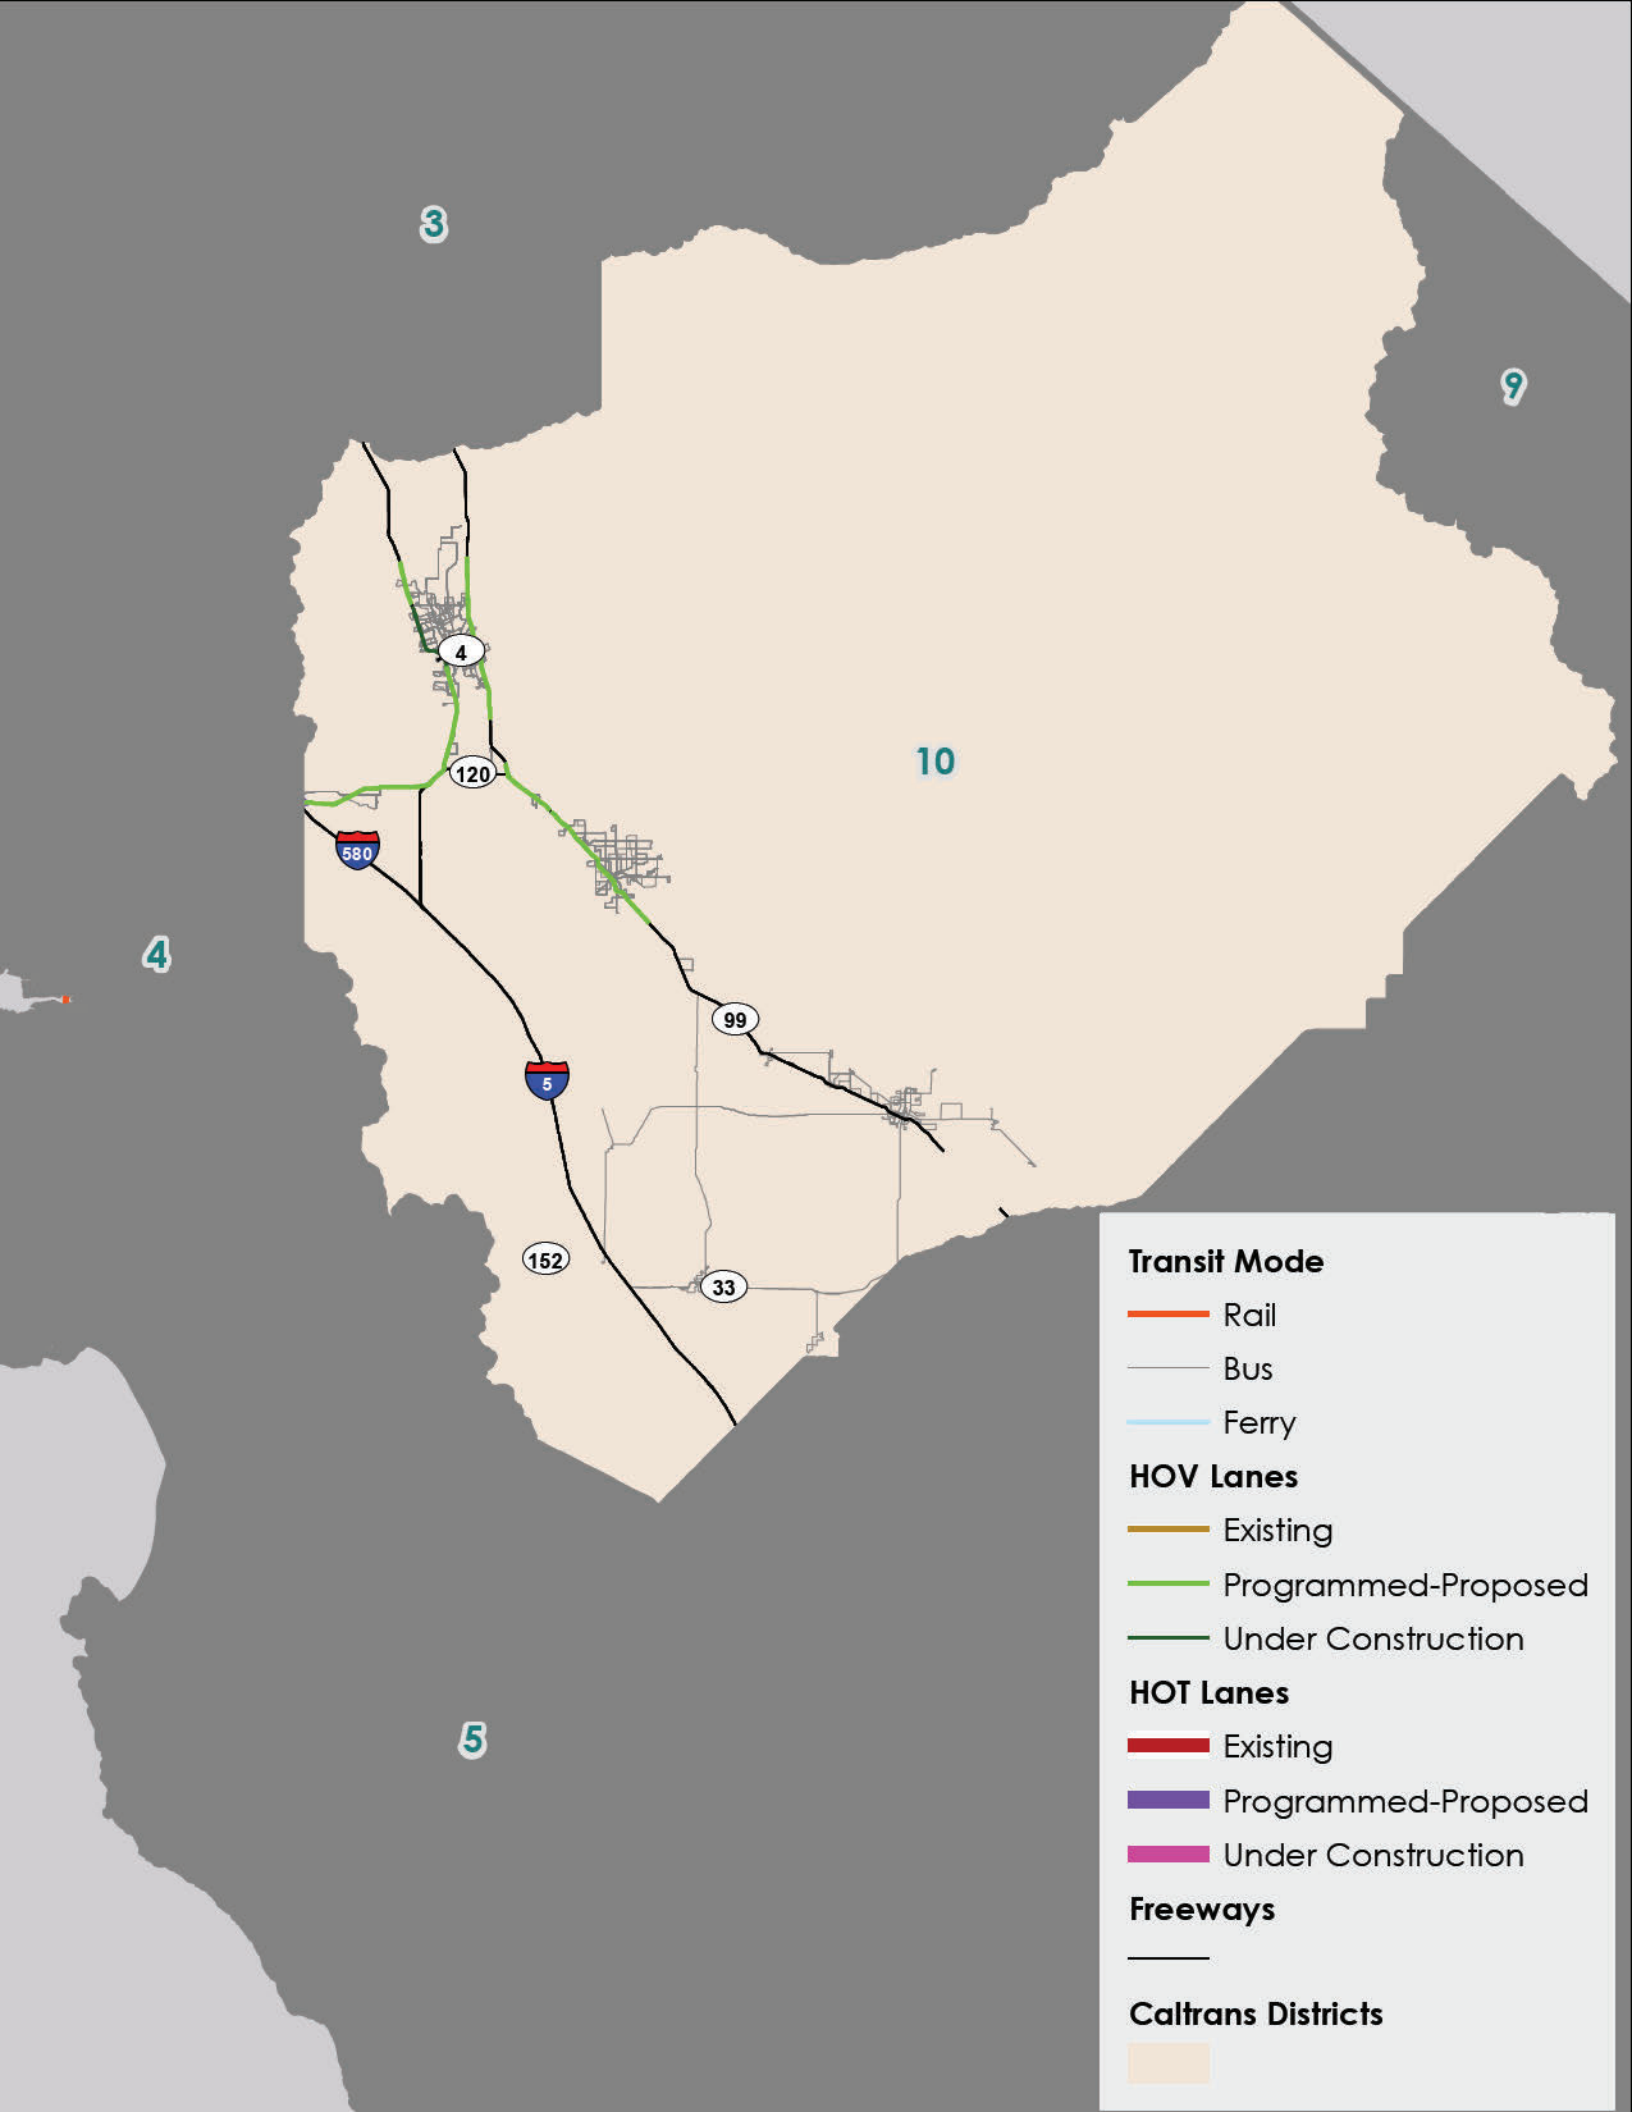 3
9
4
10
120
580
4
99
5
152
33
5
Transit Mode
Rail
Bus
Ferry
HOV Lanes
Existing
Programmed-Proposed
Under Construction
HOT Lanes
Existing
Programmed-Proposed
Under Construction
Freeways
Caltrans Districts